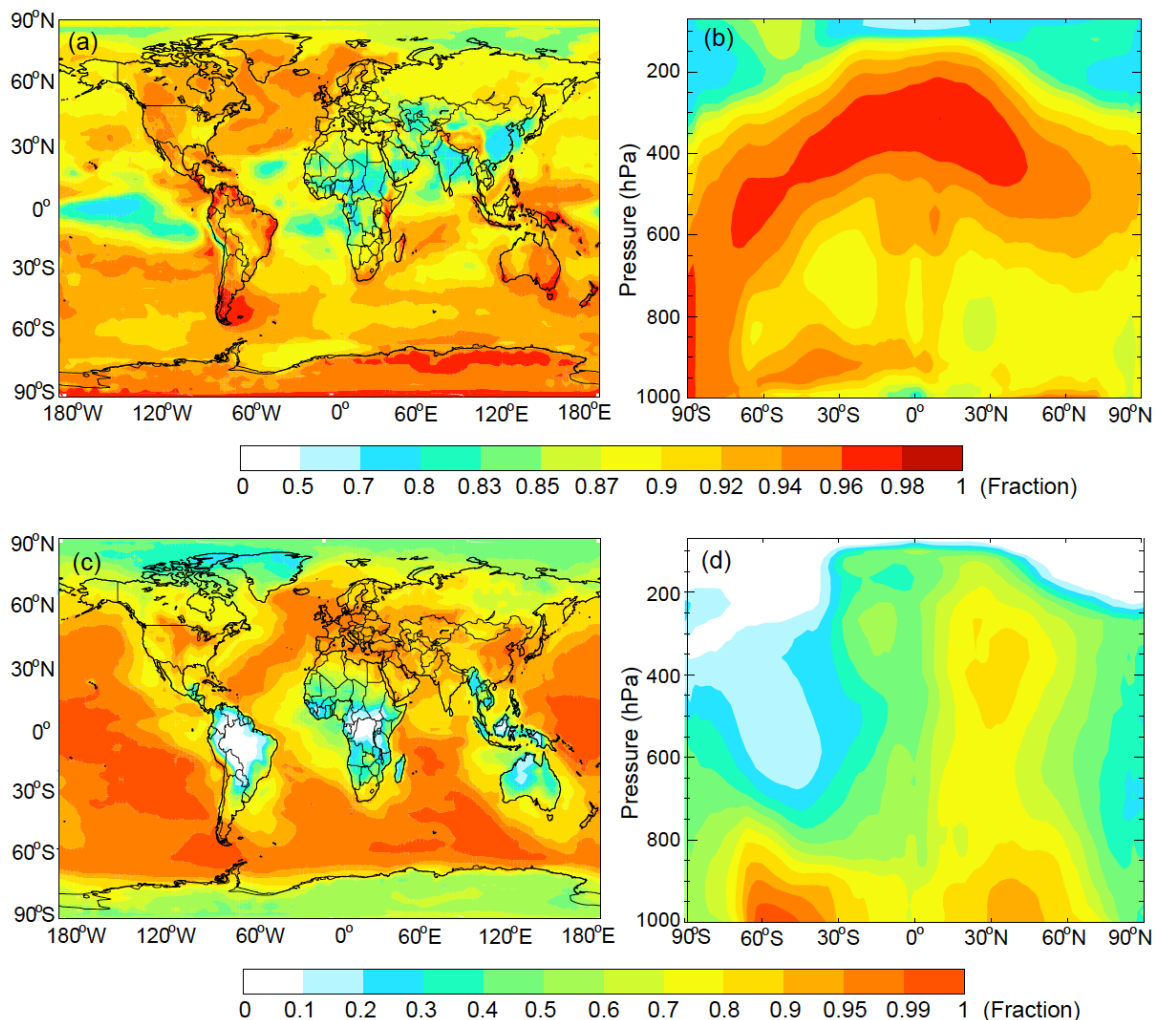 (a)
90°N
60°N
30°N
0°
30°S
60°S
90°S
180°W 120°W 60°W 0° 60°E 120°E 180°E
(b)
Pressure (hPa)
200
400
600
800
1000
90°S 60°S 30°S 0° 30°N 60°N 90°N
0 0.5 0.7 0.8 0.83 0.85 0.87 0.9 0.92 0.94 0.96 0.98 1 (Fraction)
(c)
90°N
60°N
30°N
0°
30°S
60°S
90°S
180°W 120°W 60°W 0° 60°E 120°E 180°E
(d)
Pressure (hPa)
200
400
600
800
1000
90°S 60°S 30°S 0° 30°N 60°N 90°N
0 0.1 0.2 0.3 0.4 0.5 0.6 0.7 0.8 0.9 0.95 0.99 1 (Fraction)